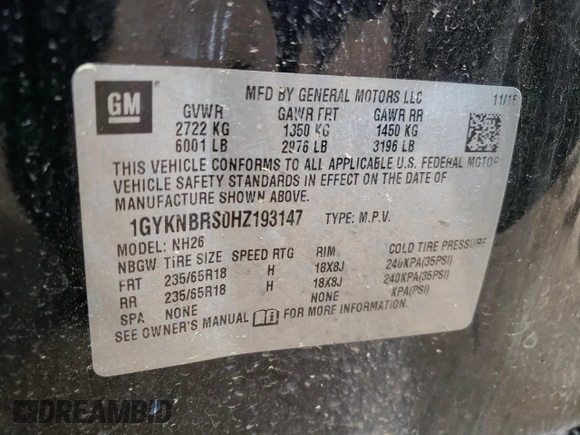 GM
MFD BY GENERAL MOTORS LLC 11/16
GVWR GAWR FRT GAWR RR
2722 KG 1350 KG 1450 KG
6001 LB 2976 LB 3196 LB
THIS VEHICLE CONFORMS TO ALL APPLICABLE U.S. FEDERAL MOTOR
VEHICLE SAFETY STANDARDS IN EFFECT ON THE DATE OF
MANUFACTURE SHOWN ABOVE.
1GYKNBRS0HZ193147 TYPE: M.P.V.
MODEL: NH26
NBGW TIRE SIZE SPEED RTG RIM COLD TIRE PRESSURE
FRT 235/65R18 H 18X8J 240KPA(35PSI)
RR 235/65R18 H 18X8J 240KPA(35PSI)
SPA NONE NONE KPA(PSI)
SEE OWNER'S MANUAL FOR MORE INFORMATION.
DREAMBID